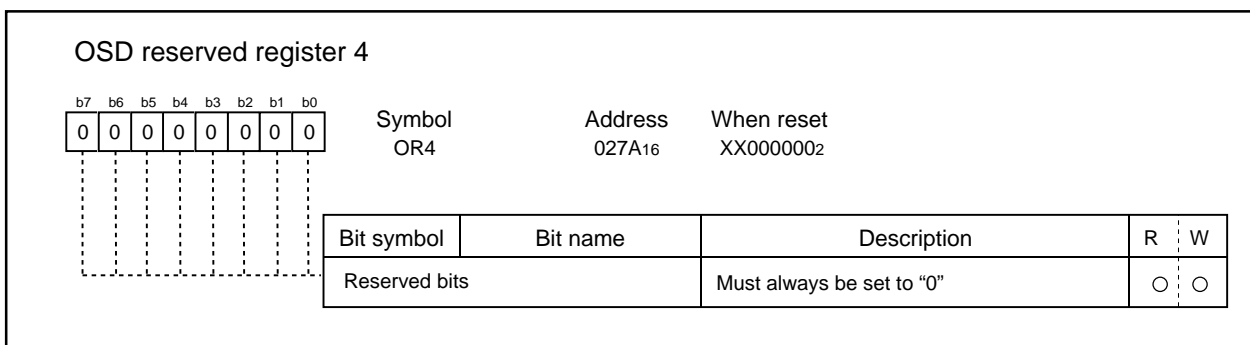 OSD reserved register 4
b7 b6 b5 b4 b3 b2 b1 b0
0 0 0 0 0 0 0 0
Symbol Address When reset
OR4 027A16 XX0000002
Bit symbol Bit name Description R W
Reserved bits Must always be set to “0” ○ ○